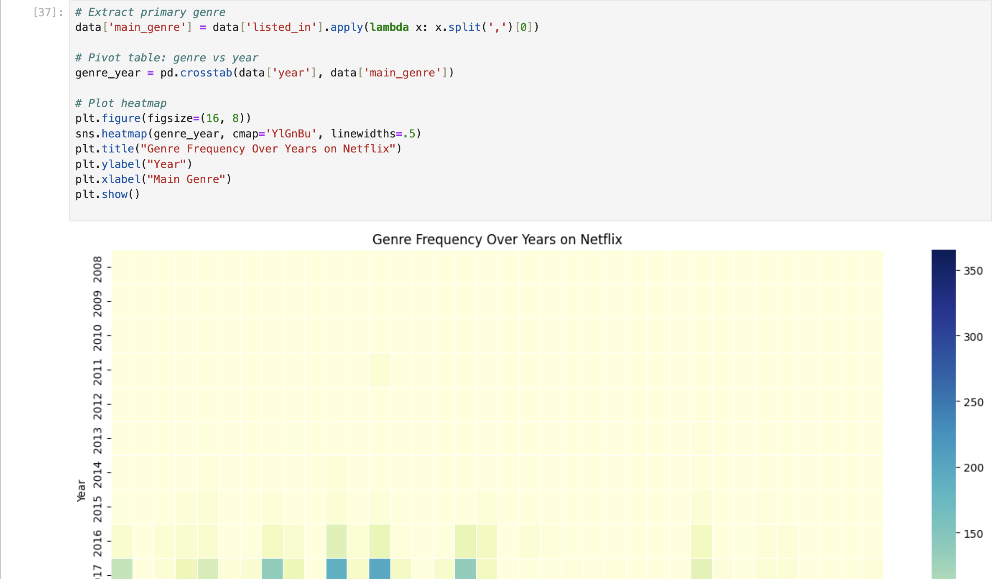 [37]:
# Extract primary genre
data['main_genre'] = data['listed_in'].apply(lambda x: x.split(',')[0])
# Pivot table: genre vs year
genre_year = pd.crosstab(data['year'], data['main_genre'])
# Plot heatmap
plt.figure(figsize=(16, 8))
sns.heatmap(genre_year, cmap='YlGnBu', linewidths=.5)
plt.title("Genre Frequency Over Years on Netflix")
plt.ylabel("Year")
plt.xlabel("Main Genre")
plt.show()
Genre Frequency Over Years on Netflix
Year
2008
2009
2010
2011
2012
2013
2014
2015
2016
17
350
300
250
200
150